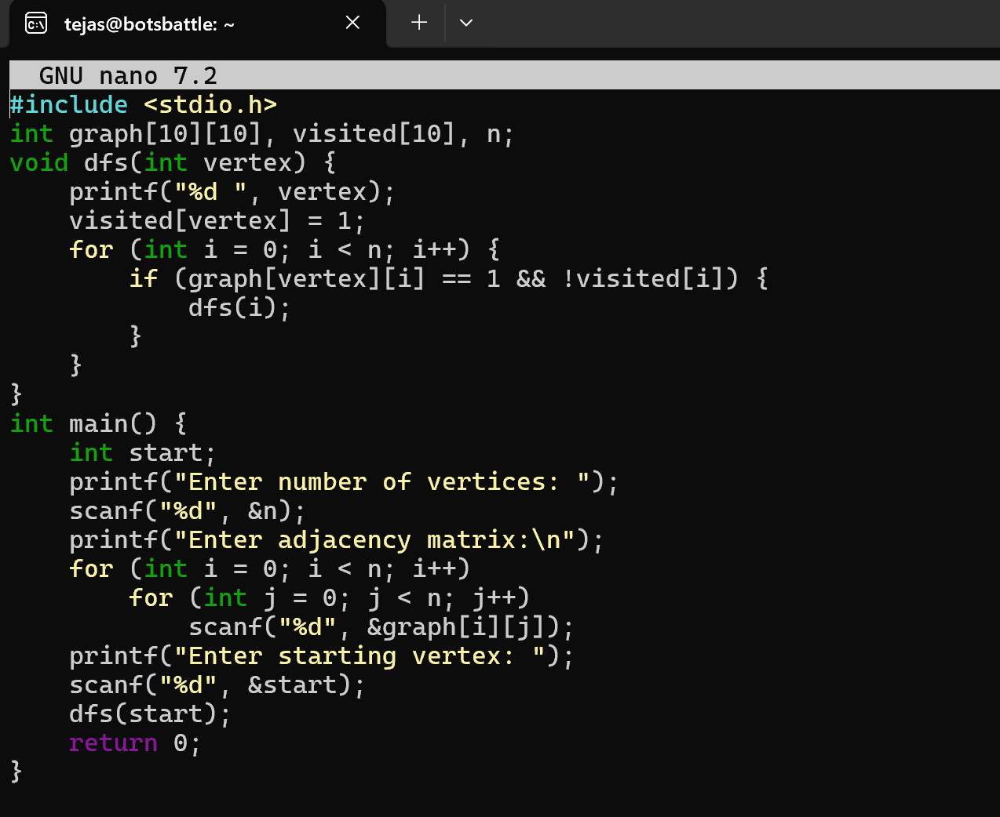 tejas@botsbattle: ~
GNU nano 7.2
#include <stdio.h>
int graph[10][10], visited[10], n;
void dfs(int vertex) {
    printf("%d ", vertex);
    visited[vertex] = 1;
    for (int i = 0; i < n; i++) {
        if (graph[vertex][i] == 1 && !visited[i]) {
            dfs(i);
        }
    }
}
int main() {
    int start;
    printf("Enter number of vertices: ");
    scanf("%d", &n);
    printf("Enter adjacency matrix:\n");
    for (int i = 0; i < n; i++)
        for (int j = 0; j < n; j++)
            scanf("%d", &graph[i][j]);
    printf("Enter starting vertex: ");
    scanf("%d", &start);
    dfs(start);
    return 0;
}